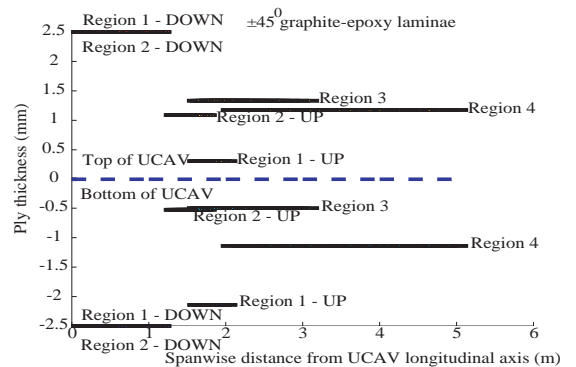 Region 1 - DOWN
±45⁰ graphite-epoxy laminae
2.5
Region 2 - DOWN
2
1.5
Region 3
Region 4
1
Region 2 - UP
0.5
Top of UCAV
Region 1 - UP
0
Bottom of UCAV
-0.5
Region 3
Region 2 - UP
-1
Region 4
-1.5
-2
Region 1 - UP
Region 1 - DOWN
-2.5
0 1 2 3 4 5 6
Region 2 - DOWN
Spanwise distance from UCAV longitudinal axis (m)
Ply thickness (mm)